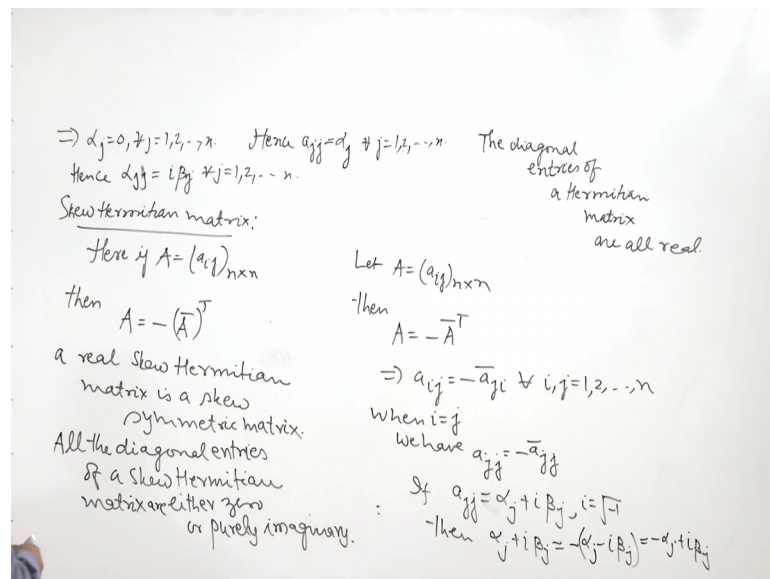 ⇒ α_j=0, ∀ j=1,2,--,n. Hence a_jj=α_j ∀ j=1,2,--,n. The diagonal
entries of
a Hermitian
matrix
are all real.
Hence α_jj = iβ_j ∀ j=1,2,-- n.
Skew Hermitian matrix:
Here if A = (a_ij)_n×n
then
A = -(A̅)^T
a real Skew Hermitian
matrix is a skew
symmetric matrix.
All the diagonal entries
of a Skew Hermitian
matrix are either zero
or purely imaginary.
Let A = (a_ij)_n×n
Then
A = -A̅^T
⇒ a_ij = -a̅_ji ∀ i,j=1,2,--,n
When i=j
we have a_jj = -a̅_jj
If a_jj = α_j + iβ_j, i=√-1
Then α_j + iβ_j = -(α_j - iβ_j) = -α_j + iβ_j